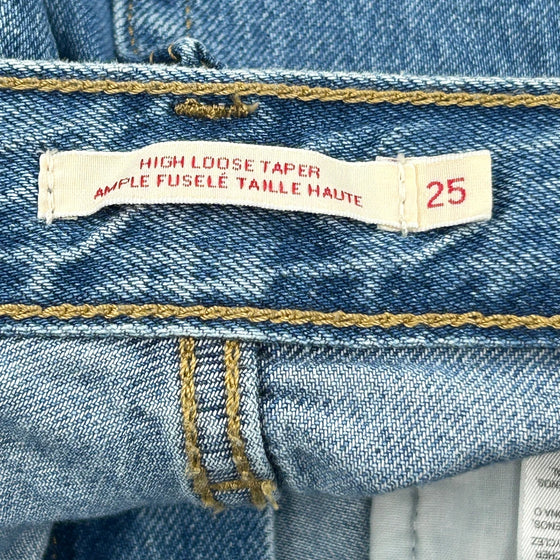 HIGH LOOSE TAPER
AMPLE FUSELÉ TAILLE HAUTE
25